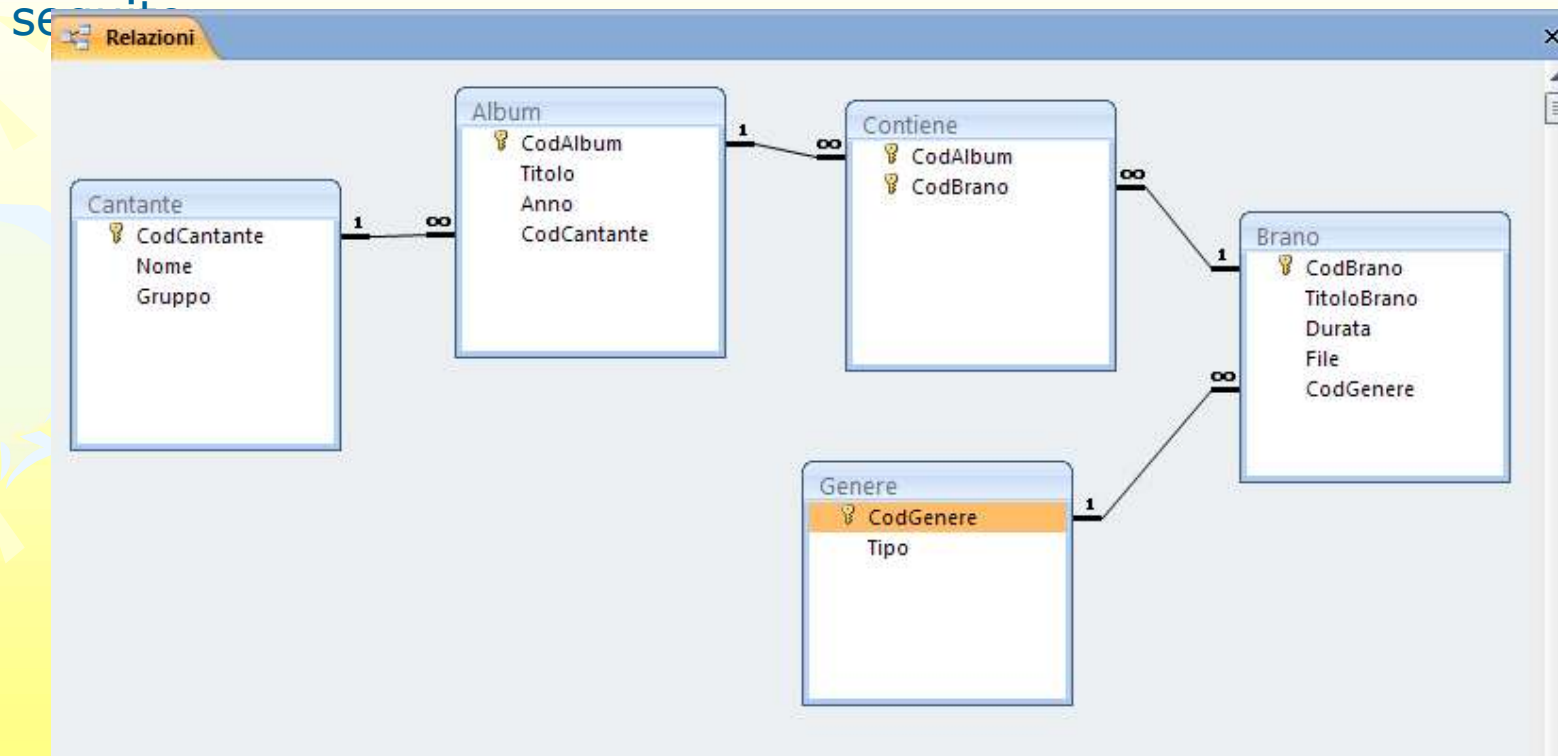 Relazioni
Album
CodAlbum
Titolo
Anno
CodCantante
Contiene
CodAlbum
CodBrano
Cantante
CodCantante
Nome
Gruppo
Brano
CodBrano
TitoloBrano
Durata
File
CodGenere
Genere
CodGenere
Tipo
1
∞
1
∞
∞
1
∞
1